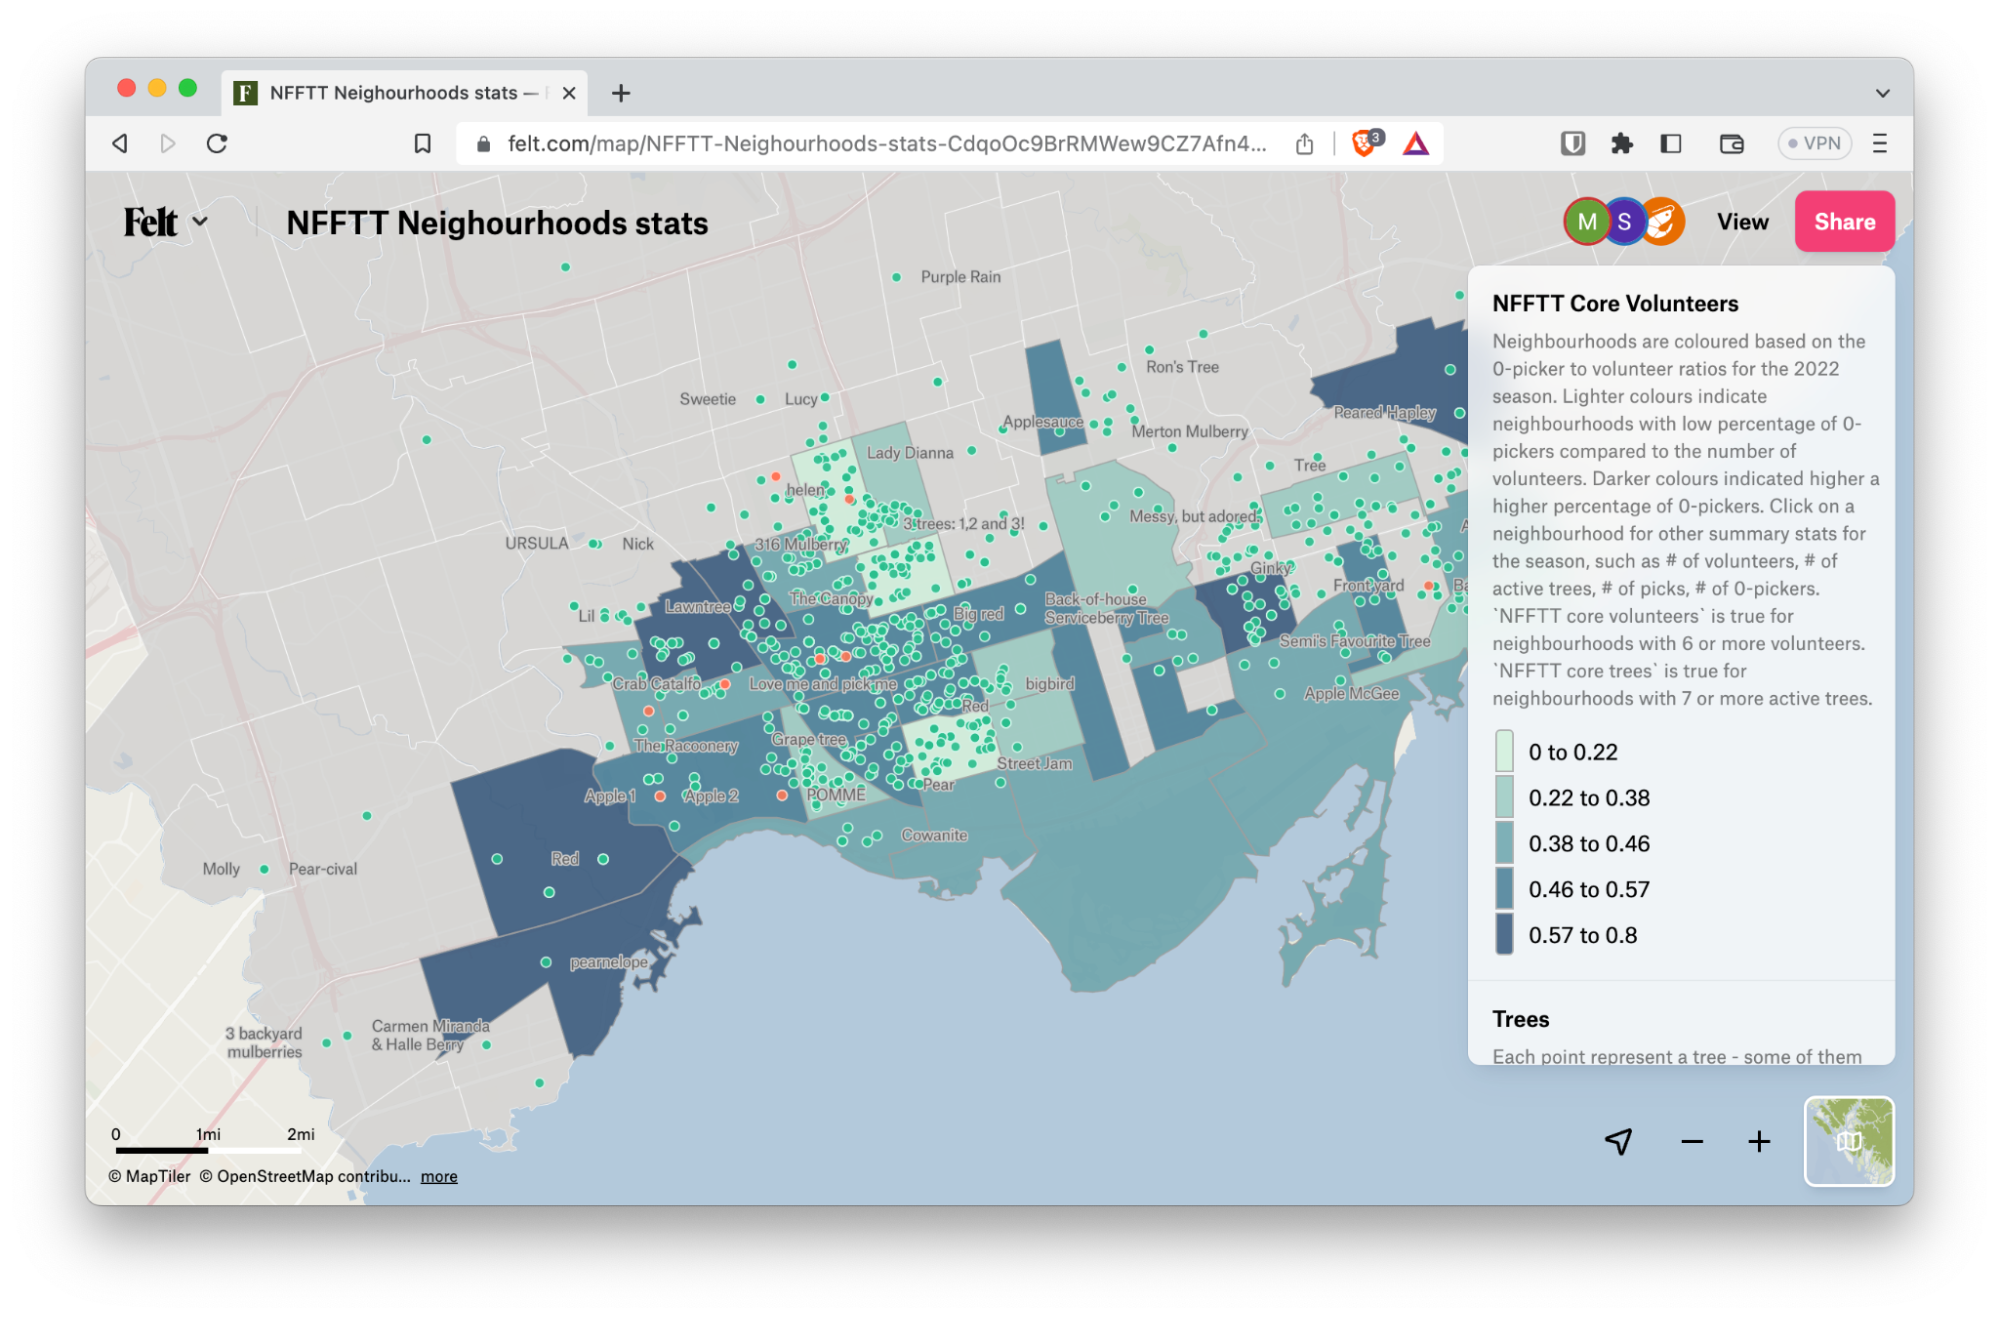 NFFTT Neighourhoods stats —
felt.com/map/NFFTT-Neighourhoods-stats-CdqoOc9BrRMWew9CZ7Afn4...
3
VPN
Felt
NFFTT Neighourhoods stats
M
S
View
Share
Purple Rain
Ron's Tree
Sweetie
Lucy
Applesauce
Peared Hapley
Merton Mulberry
Lady Dianna
Tree
helen
Messy, but adored.
3 trees: 1,2 and 3!
URSULA
Nick
316 Mulberry
Ginky
Front yard
Lawntree
The Canopy
Back-of-house
Serviceberry Tree
Lil
Big red
Semi's Favourite Tree
Crab Catalfo
Love me and pick me
bigbird
Apple McGee
Red
The Racoonery
Grape tree
Street Jam
Pear
Apple 1
Apple 2
POMME
Cowanite
Red
Molly
Pear-cival
pearnelope
3 backyard
mulberries
Carmen Miranda
& Halle Berry
NFFTT Core Volunteers
Neighbourhoods are coloured based on the
0-picker to volunteer ratios for the 2022
season. Lighter colours indicate
neighbourhoods with low percentage of 0-
pickers compared to the number of
volunteers. Darker colours indicated higher a
higher percentage of 0-pickers. Click on a
neighbourhood for other summary stats for
the season, such as # of volunteers, # of
active trees, # of picks, # of 0-pickers.
`NFFTT core volunteers` is true for
neighbourhoods with 6 or more volunteers.
`NFFTT core trees` is true for
neighbourhoods with 7 or more active trees.
0 to 0.22
0.22 to 0.38
0.38 to 0.46
0.46 to 0.57
0.57 to 0.8
Trees
Each point represent a tree - some of them
0
1mi
2mi
© MapTiler © OpenStreetMap contribu... more